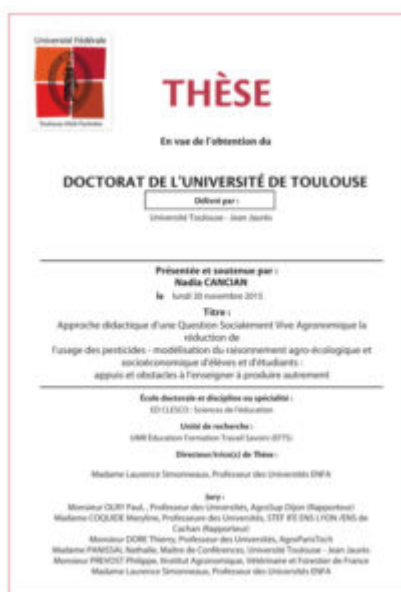 Université Fédérale
Toulouse Midi-Pyrénées
THÈSE
En vue de l'obtention du
DOCTORAT DE L'UNIVERSITÉ DE TOULOUSE
Délivré par :
Université Toulouse - Jean Jaurès
Présentée et soutenue par :
Nadia CANCIAN
le lundi 30 novembre 2015
Titre :
Approche didactique d'une Question Socialement Vive Agronomique la
réduction de
l'usage des pesticides - modélisation du raisonnement agro-écologique et
socioéconomique d'élèves et d'étudiants :
appuis et obstacles à l'enseigner à produire autrement
École doctorale et discipline ou spécialité :
ED CLESCO : Sciences de l'éducation
Unité de recherche :
UMR Éducation Formation Travail Savoirs (EFTS)
Directeur/trice(s) de Thèse :
Madame Laurence Simonneaux, Professeur des Universités ENFA
Jury :
Monsieur OLRY Paul, , Professeur des Universités, AgroSup Dijon (Rapporteur)
Madame COQUIDE Maryline, Professeure des Universités, STEF IFE ENS LYON /ENS de
Cachan (Rapporteur)
Monsieur DORE Thierry, Professeur des Universités, AgroParisTech
Madame PANISSAL Nathalie, Maître de Conférences, Université Toulouse - Jean Jaurès
Monsieur PREVOST Philippe, Institut Agronomique, Vétérinaire et Forestier de France
Madame Laurence Simonneaux, Professeur des Universités ENFA